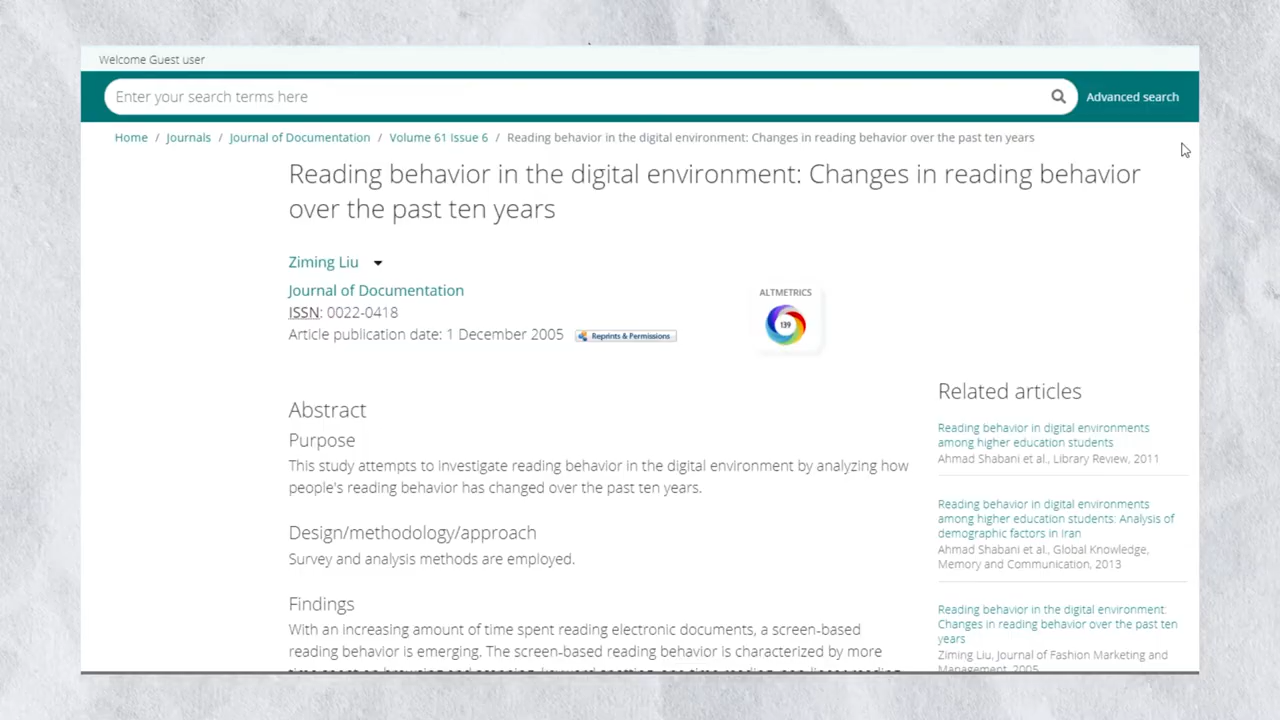 Welcome Guest user
Enter your search terms here
Advanced search
Home / Journals / Journal of Documentation / Volume 61 Issue 6 / Reading behavior in the digital environment: Changes in reading behavior over the past ten years
Reading behavior in the digital environment: Changes in reading behavior
over the past ten years
Ziming Liu
Journal of Documentation
ISSN: 0022-0418
Article publication date: 1 December 2005
Reprints & Permissions
ALTMETRICS
139
Abstract
Purpose
This study attempts to investigate reading behavior in the digital environment by analyzing how
people's reading behavior has changed over the past ten years.
Design/methodology/approach
Survey and analysis methods are employed.
Findings
With an increasing amount of time spent reading electronic documents, a screen-based
reading behavior is emerging. The screen-based reading behavior is characterized by more
Related articles
Reading behavior in digital environments
among higher education students
Ahmad Shabani et al., Library Review, 2011
Reading behavior in digital environments
among higher education students: Analysis of
demographic factors in Iran
Ahmad Shabani et al., Global Knowledge,
Memory and Communication, 2013
Reading behavior in the digital environment:
Changes in reading behavior over the past ten
years
Ziming Liu, Journal of Fashion Marketing and
Management, 2005